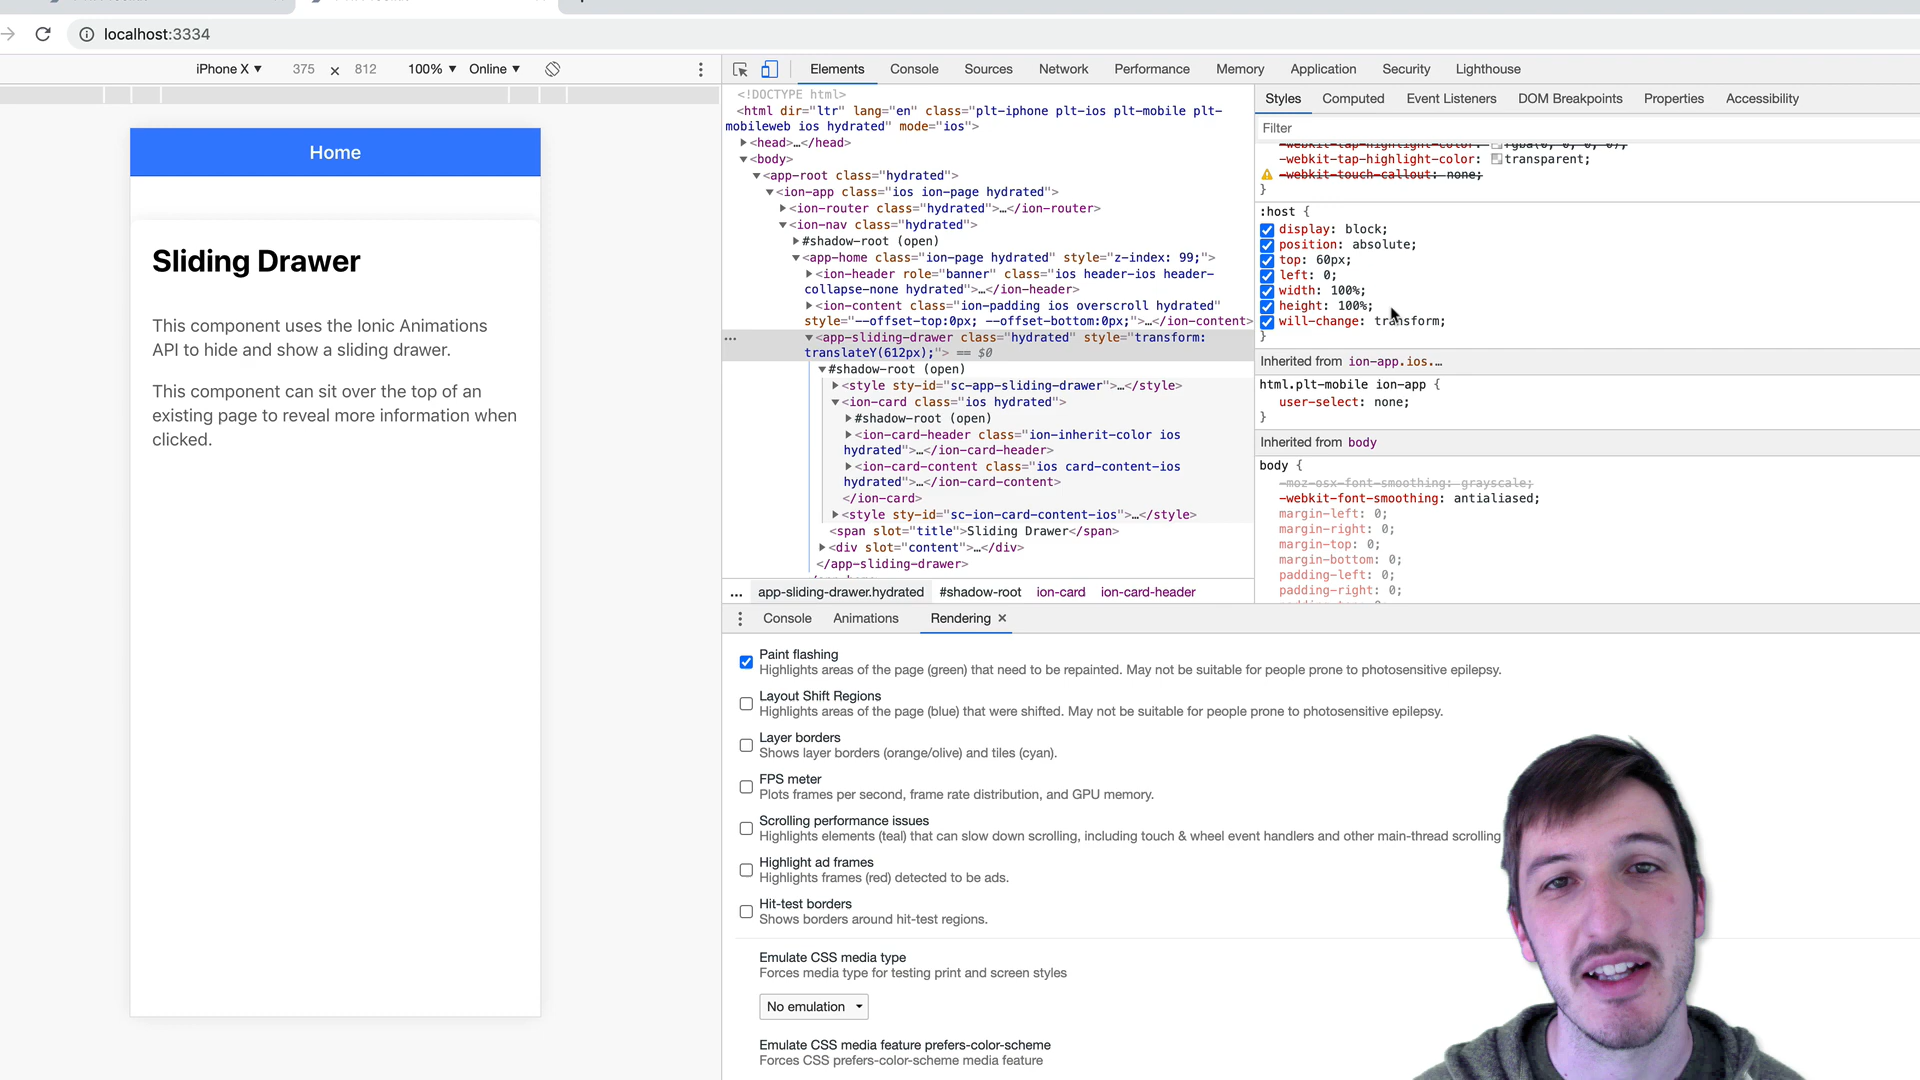 localhost:3334
iPhone X ▼ 375 × 812 100% ▼ Online ▼
Home
Sliding Drawer
This component uses the Ionic Animations
API to hide and show a sliding drawer.
This component can sit over the top of an
existing page to reveal more information when
clicked.
Elements Console Sources Network Performance Memory Application Security Lighthouse
<!DOCTYPE html>
<html dir="ltr" lang="en" class="plt-iphone plt-ios plt-mobile plt-
mobileweb ios hydrated" mode="ios">
▶<head>…</head>
▼<body>
▼<app-root class="hydrated">
▼<ion-app class="ios ion-page hydrated">
▶<ion-router class="hydrated">…</ion-router>
▼<ion-nav class="hydrated">
▶#shadow-root (open)
▼<app-home class="ion-page hydrated" style="z-index: 99;">
▶<ion-header role="banner" class="ios header-ios header-
collapse-none hydrated">…</ion-header>
▶<ion-content class="ion-padding ios overscroll hydrated"
style="--offset-top:0px; --offset-bottom:0px;">…</ion-content>
… ▼<app-sliding-drawer class="hydrated" style="transform:
translateY(612px);"> == $0
▼#shadow-root (open)
▶<style sty-id="sc-app-sliding-drawer">…</style>
▼<ion-card class="ios hydrated">
▶#shadow-root (open)
▶<ion-card-header class="ion-inherit-color ios
hydrated">…</ion-card-header>
▶<ion-card-content class="ios card-content-ios
hydrated">…</ion-card-content>
</ion-card>
▶<style sty-id="sc-ion-card-content-ios">…</style>
<span slot="title">Sliding Drawer</span>
▶<div slot="content">…</div>
</app-sliding-drawer>
… app-sliding-drawer.hydrated #shadow-root ion-card ion-card-header
Styles Computed Event Listeners DOM Breakpoints Properties Accessibility
Filter
-webkit-tap-highlight-color: rgba(0, 0, 0, 0);
-webkit-tap-highlight-color: transparent;
-webkit-touch-callout: none;
}
:host {
display: block;
position: absolute;
top: 60px;
left: 0;
width: 100%;
height: 100%;
will-change: transform;
}
Inherited from ion-app.ios.…
html.plt-mobile ion-app {
user-select: none;
}
Inherited from body
body {
-moz-osx-font-smoothing: grayscale;
-webkit-font-smoothing: antialiased;
margin-left: 0;
margin-right: 0;
margin-top: 0;
margin-bottom: 0;
padding-left: 0;
padding-right: 0;
Console Animations Rendering ×
Paint flashing
Highlights areas of the page (green) that need to be repainted. May not be suitable for people prone to photosensitive epilepsy.
Layout Shift Regions
Highlights areas of the page (blue) that were shifted. May not be suitable for people prone to photosensitive epilepsy.
Layer borders
Shows layer borders (orange/olive) and tiles (cyan).
FPS meter
Plots frames per second, frame rate distribution, and GPU memory.
Scrolling performance issues
Highlights elements (teal) that can slow down scrolling, including touch & wheel event handlers and other main-thread scrolling
Highlight ad frames
Highlights frames (red) detected to be ads.
Hit-test borders
Shows borders around hit-test regions.
Emulate CSS media type
Forces media type for testing print and screen styles
No emulation
Emulate CSS media feature prefers-color-scheme
Forces CSS prefers-color-scheme media feature